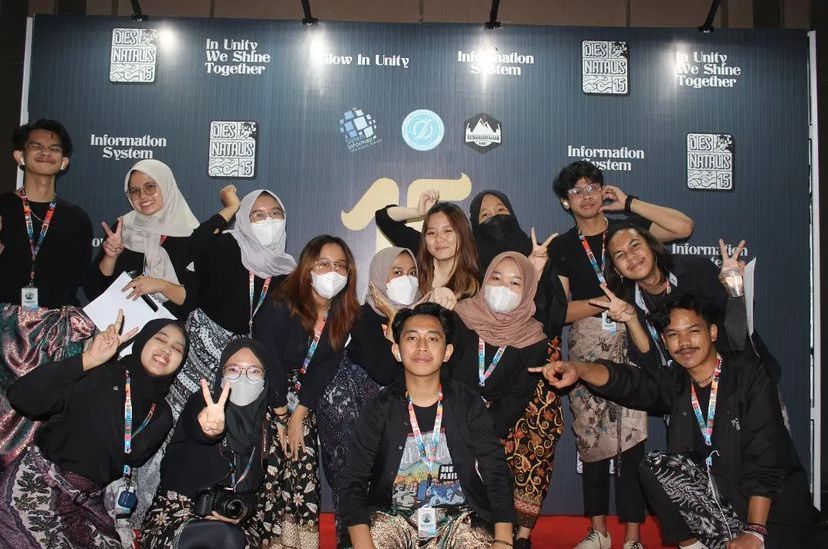 DIES
NATALIS
15
In Unity
We Shine
Together
Glow In Unity
Information
System
DIES
NATALIS
15
In Unity
We Shine
Together
Information
System
DIES
NATALIS
15
15
Information
System
DIES
NATALIS
15
Information